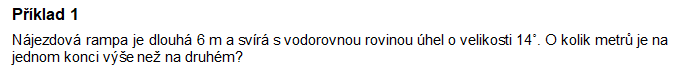 Příklad 1
Nájezdová rampa je dlouhá 6 m a svírá s vodorovnou rovinou úhel o velikosti 14˚. O kolik metrů je na
jednom konci výše než na druhém?